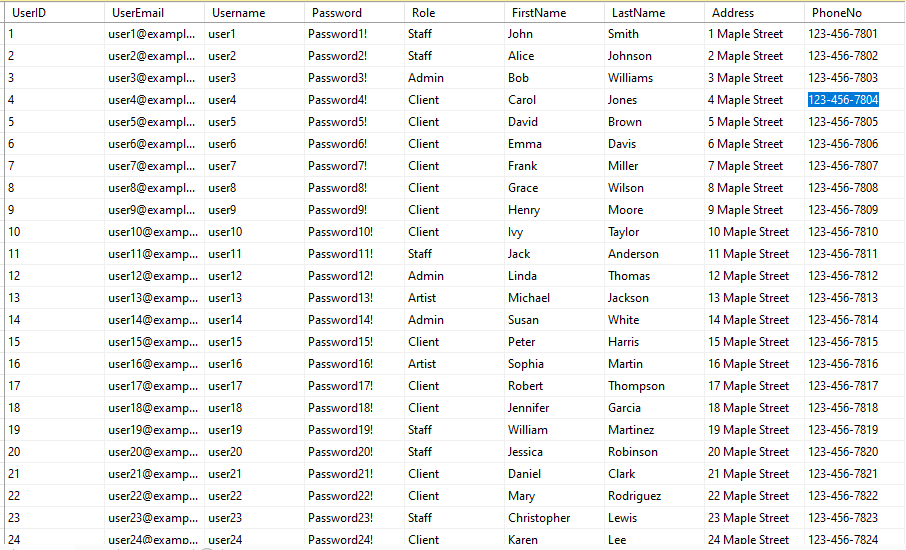 UserID UserEmail Username Password Role FirstName LastName Address PhoneNo
1 user1@exampl... user1 Password1! Staff John Smith 1 Maple Street 123-456-7801
2 user2@exampl... user2 Password2! Staff Alice Johnson 2 Maple Street 123-456-7802
3 user3@exampl... user3 Password3! Admin Bob Williams 3 Maple Street 123-456-7803
4 user4@exampl... user4 Password4! Client Carol Jones 4 Maple Street 123-456-7804
5 user5@exampl... user5 Password5! Client David Brown 5 Maple Street 123-456-7805
6 user6@exampl... user6 Password6! Client Emma Davis 6 Maple Street 123-456-7806
7 user7@exampl... user7 Password7! Client Frank Miller 7 Maple Street 123-456-7807
8 user8@exampl... user8 Password8! Client Grace Wilson 8 Maple Street 123-456-7808
9 user9@exampl... user9 Password9! Client Henry Moore 9 Maple Street 123-456-7809
10 user10@examp... user10 Password10! Client Ivy Taylor 10 Maple Street 123-456-7810
11 user11@examp... user11 Password11! Staff Jack Anderson 11 Maple Street 123-456-7811
12 user12@examp... user12 Password12! Admin Linda Thomas 12 Maple Street 123-456-7812
13 user13@examp... user13 Password13! Artist Michael Jackson 13 Maple Street 123-456-7813
14 user14@examp... user14 Password14! Admin Susan White 14 Maple Street 123-456-7814
15 user15@examp... user15 Password15! Client Peter Harris 15 Maple Street 123-456-7815
16 user16@examp... user16 Password16! Artist Sophia Martin 16 Maple Street 123-456-7816
17 user17@examp... user17 Password17! Client Robert Thompson 17 Maple Street 123-456-7817
18 user18@examp... user18 Password18! Client Jennifer Garcia 18 Maple Street 123-456-7818
19 user19@examp... user19 Password19! Staff William Martinez 19 Maple Street 123-456-7819
20 user20@examp... user20 Password20! Staff Jessica Robinson 20 Maple Street 123-456-7820
21 user21@examp... user21 Password21! Client Daniel Clark 21 Maple Street 123-456-7821
22 user22@examp... user22 Password22! Client Mary Rodriguez 22 Maple Street 123-456-7822
23 user23@examp... user23 Password23! Staff Christopher Lewis 23 Maple Street 123-456-7823
24 user24@examp... user24 Password24! Client Karen Lee 24 Maple Street 123-456-7824